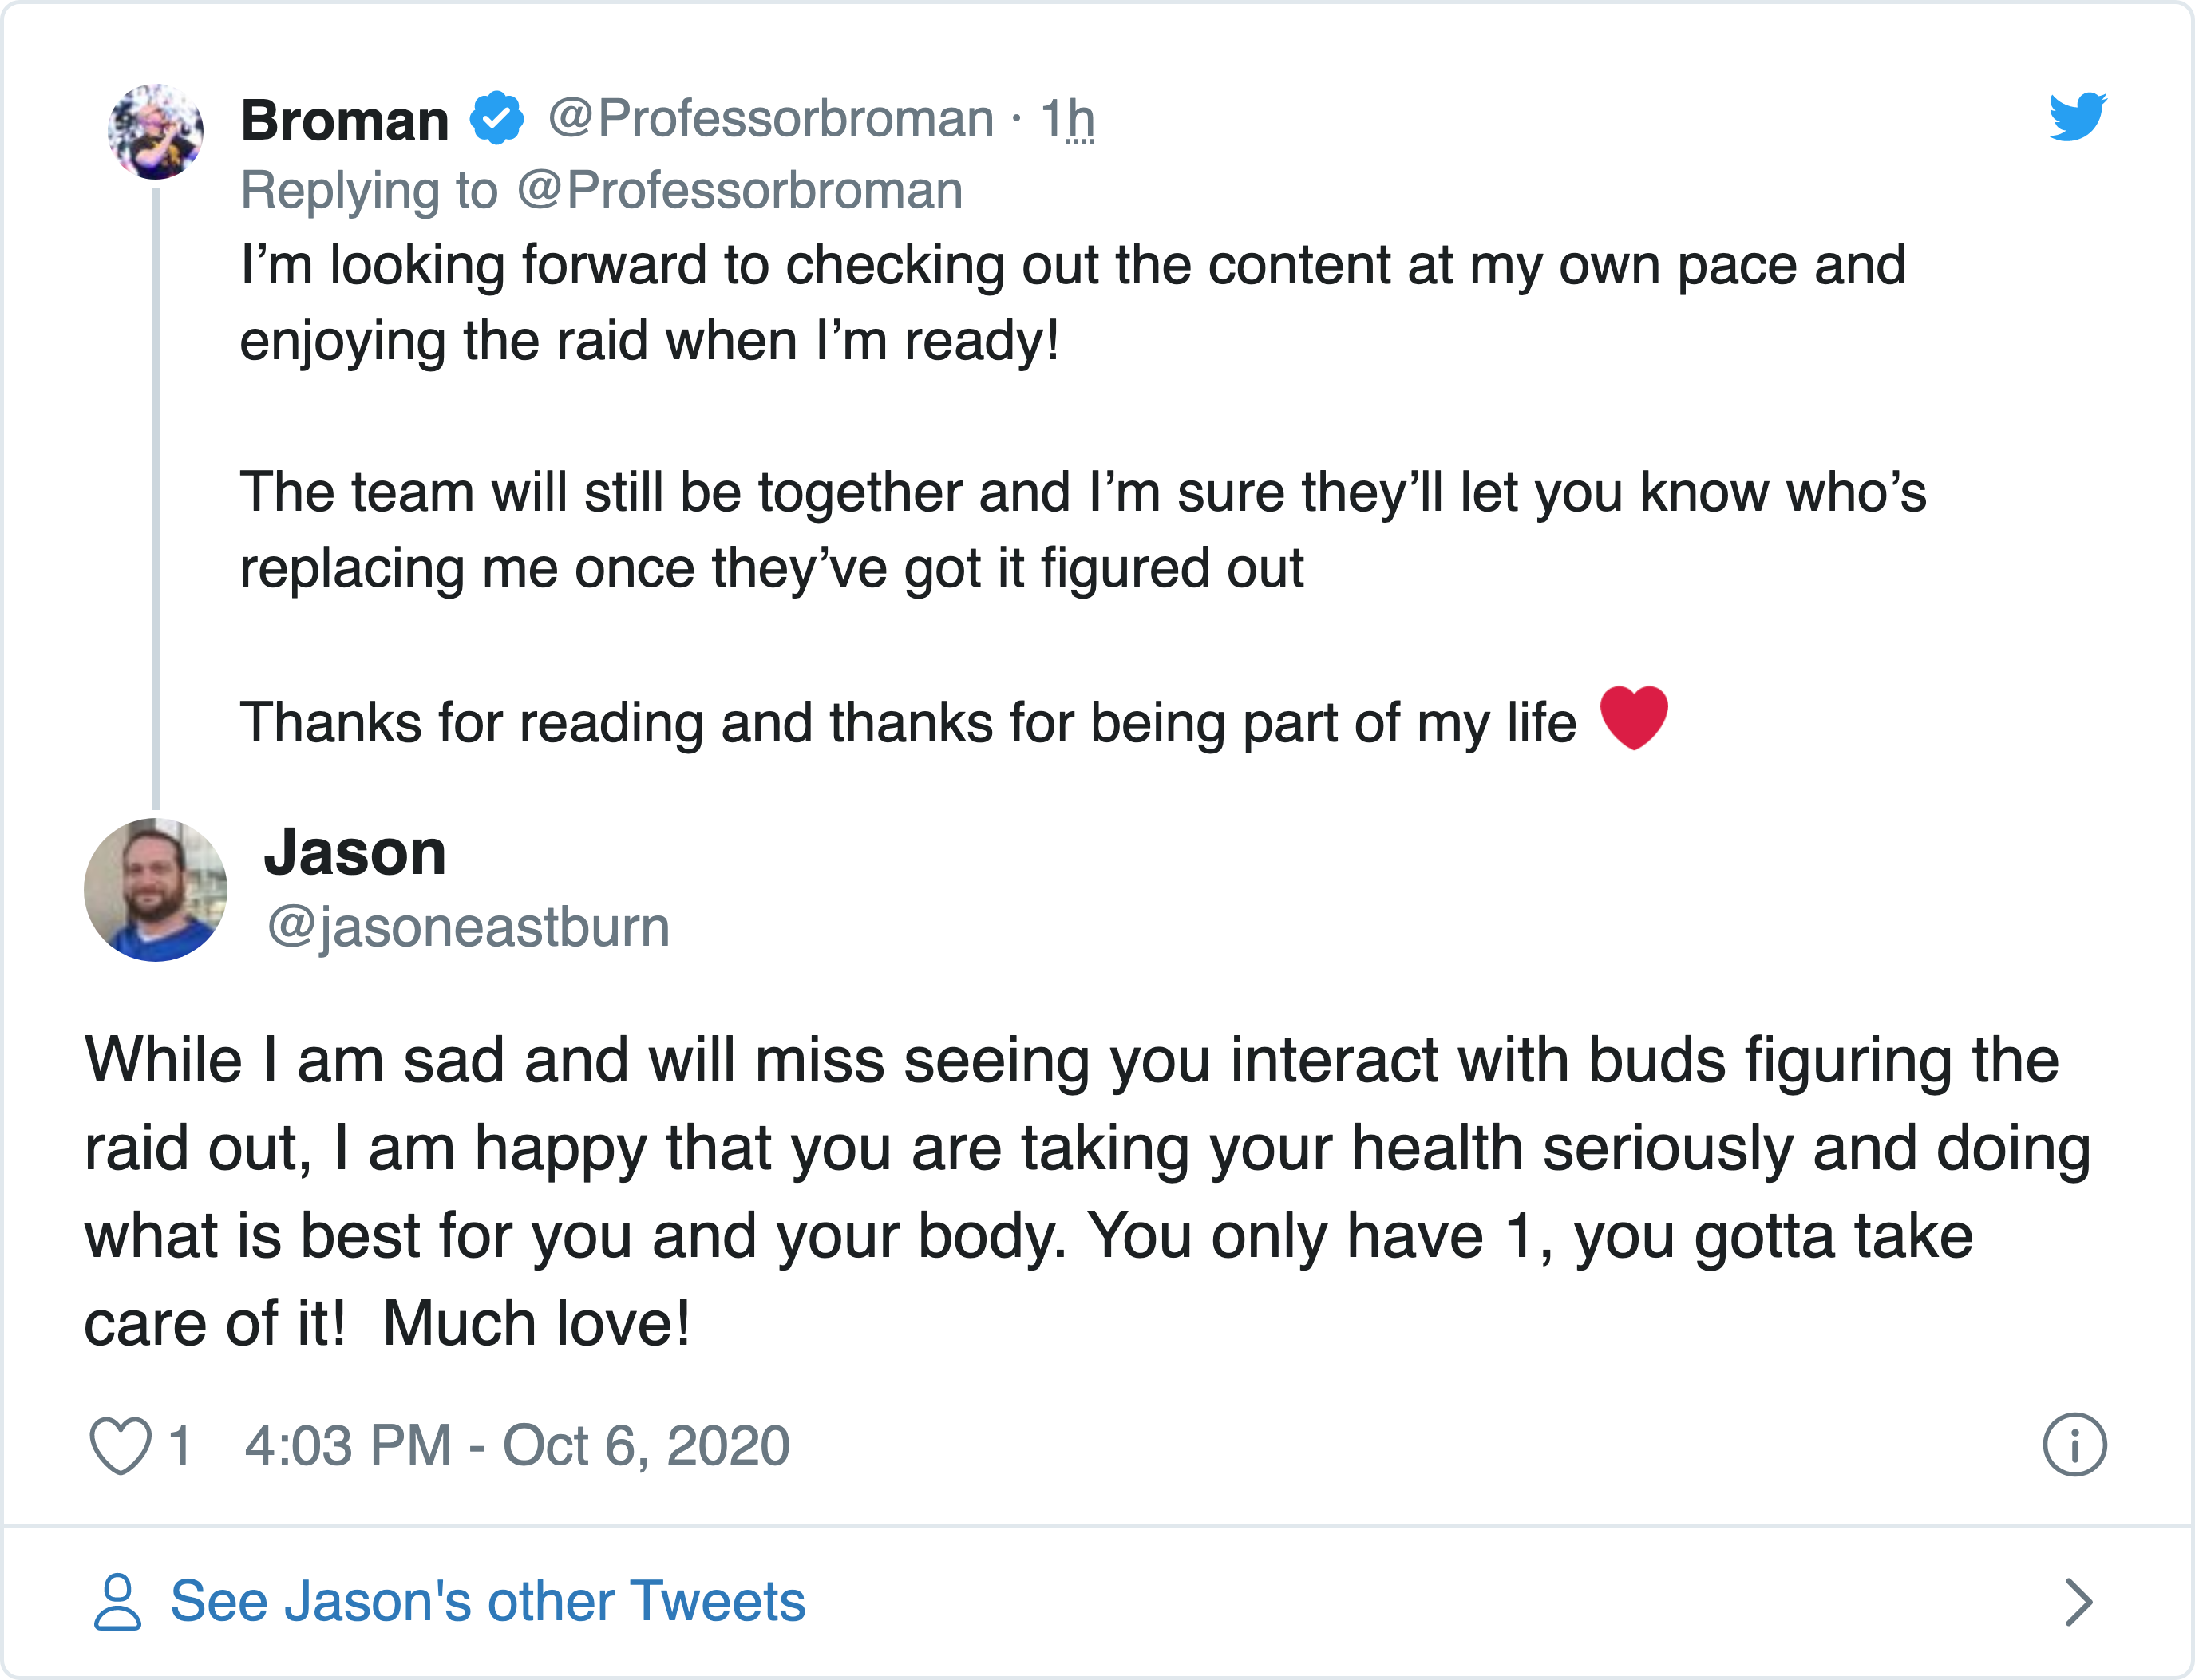 Broman @Professorbroman · 1h
Replying to @Professorbroman
I’m looking forward to checking out the content at my own pace and
enjoying the raid when I’m ready!
The team will still be together and I’m sure they’ll let you know who’s
replacing me once they’ve got it figured out
Thanks for reading and thanks for being part of my life ❤️
Jason
@jasoneastburn
While I am sad and will miss seeing you interact with buds figuring the
raid out, I am happy that you are taking your health seriously and doing
what is best for you and your body.  You only have 1, you gotta take
care of it!  Much love!
1 4:03 PM - Oct 6, 2020
See Jason's other Tweets